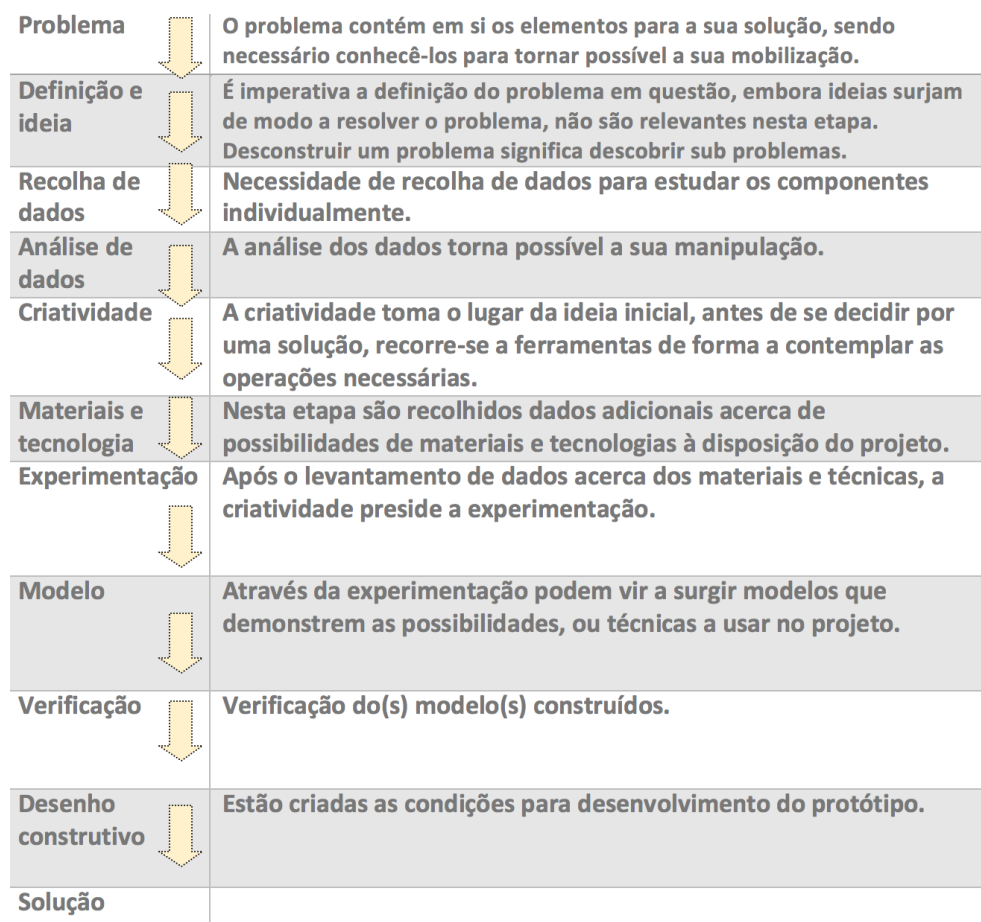 Problema
O problema contém em si os elementos para a sua solução, sendo
necessário conhecê-los para tornar possível a sua mobilização.
Definição e
ideia
É imperativa a definição do problema em questão, embora ideias surjam
de modo a resolver o problema, não são relevantes nesta etapa.
Desconstruir um problema significa descobrir sub problemas.
Recolha de
dados
Necessidade de recolha de dados para estudar os componentes
individualmente.
Análise de
dados
A análise dos dados torna possível a sua manipulação.
Criatividade
A criatividade toma o lugar da ideia inicial, antes de se decidir por
uma solução, recorre-se a ferramentas de forma a contemplar as
operações necessárias.
Materiais e
tecnologia
Nesta etapa são recolhidos dados adicionais acerca de
possibilidades de materiais e tecnologias à disposição do projeto.
Experimentação
Após o levantamento de dados acerca dos materiais e técnicas, a
criatividade preside a experimentação.
Modelo
Através da experimentação podem vir a surgir modelos que
demonstrem as possibilidades, ou técnicas a usar no projeto.
Verificação
Verificação do(s) modelo(s) construídos.
Desenho
construtivo
Estão criadas as condições para desenvolvimento do protótipo.
Solução